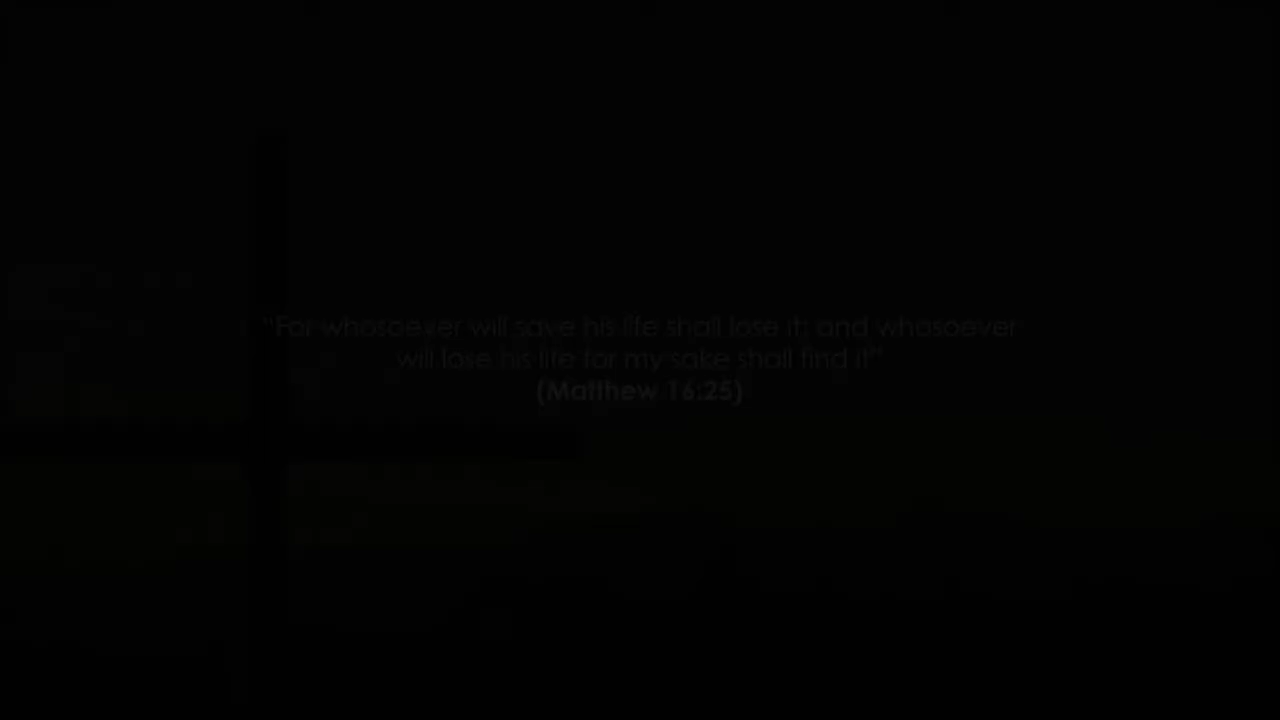 "For whosoever will save his life shall lose it: and whosoever
will lose his life for my sake shall find it"
(Matthew 16:25)